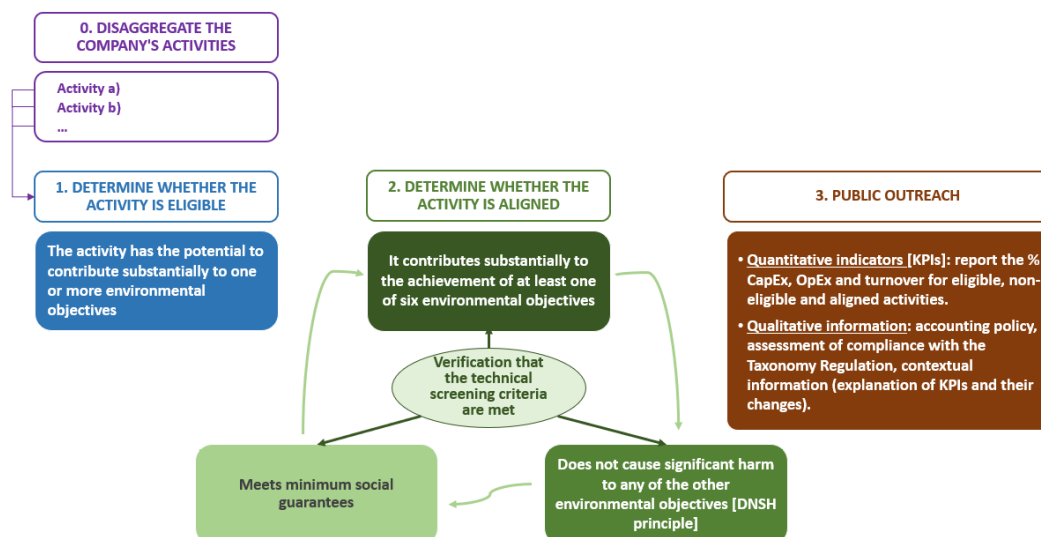 0. DISAGGREGATE THE
COMPANY'S ACTIVITIES
Activity a)
Activity b)
...
1. DETERMINE WHETHER THE
ACTIVITY IS ELIGIBLE
The activity has the potential to
contribute substantially to one
or more environmental
objectives
2. DETERMINE WHETHER THE
ACTIVITY IS ALIGNED
It contributes substantially to
the achievement of at least one
of six environmental objectives
Verification that
the technical
screening criteria
are met
Meets minimum social
guarantees
Does not cause significant harm
to any of the other
environmental objectives [DNSH
principle]
3. PUBLIC OUTREACH
• Quantitative indicators [KPIs]: report the %
CapEx, OpEx and turnover for eligible, non-
eligible and aligned activities.
• Qualitative information: accounting policy,
assessment of compliance with the
Taxonomy Regulation, contextual
information (explanation of KPIs and their
changes).